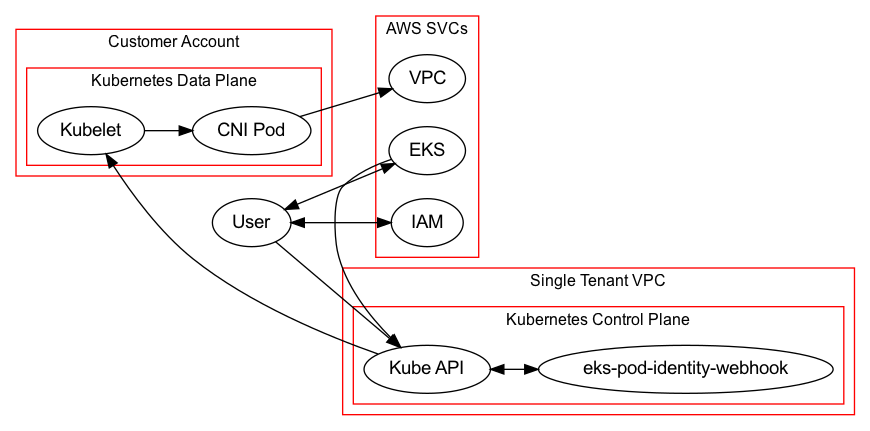 Customer Account
Kubernetes Data Plane
Kubelet
CNI Pod
AWS SVCs
VPC
EKS
IAM
User
Single Tenant VPC
Kubernetes Control Plane
Kube API
eks-pod-identity-webhook